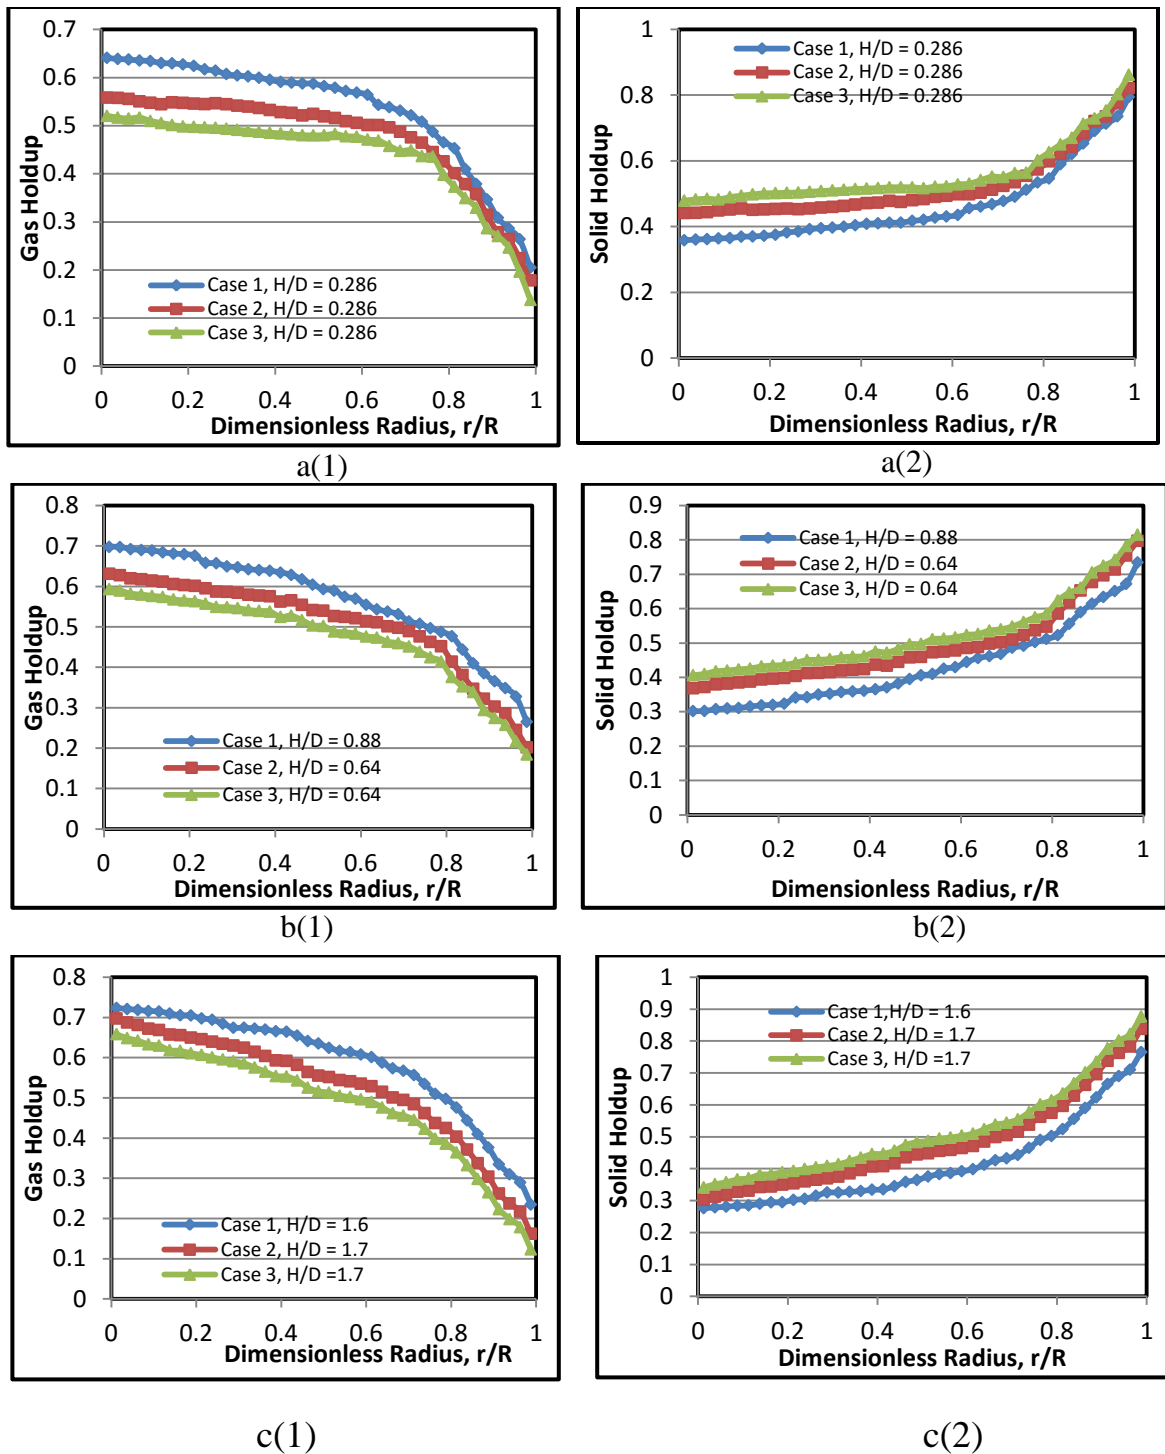 0.7
0.6
0.5
0.4
0.3
0.2
0.1
0
Gas Holdup
Case 1, H/D = 0.286
Case 2, H/D = 0.286
Case 3, H/D = 0.286
0 0.2 0.4 0.6 0.8 1
Dimensionless Radius, r/R
a(1)
1
0.8
0.6
0.4
0.2
0
Solid Holdup
Case 1, H/D = 0.286
Case 2, H/D = 0.286
Case 3, H/D = 0.286
0 0.2 0.4 0.6 0.8 1
Dimensionless Radius, r/R
a(2)
0.8
0.7
0.6
0.5
0.4
0.3
0.2
0.1
0
Gas Holdup
Case 1, H/D = 0.88
Case 2, H/D = 0.64
Case 3, H/D = 0.64
0 0.2 0.4 0.6 0.8 1
Dimensionless Radius, r/R
b(1)
0.9
0.8
0.7
0.6
0.5
0.4
0.3
0.2
0.1
0
Solid Holdup
Case 1, H/D = 0.88
Case 2, H/D = 0.64
Case 3, H/D = 0.64
0 0.2 0.4 0.6 0.8 1
Dimensionless Radius, r/R
b(2)
0.8
0.7
0.6
0.5
0.4
0.3
0.2
0.1
0
Gas Holdup
Case 1, H/D = 1.6
Case 2, H/D = 1.7
Case 3, H/D =1.7
0 0.2 0.4 0.6 0.8 1
Dimensionless Radius, r/R
c(1)
1
0.9
0.8
0.7
0.6
0.5
0.4
0.3
0.2
0.1
0
Solid Holdup
Case 1,H/D = 1.6
Case 2, H/D = 1.7
Case 3, H/D =1.7
0 0.2 0.4 0.6 0.8 1
Dimensionless Radius, r/R
c(2)